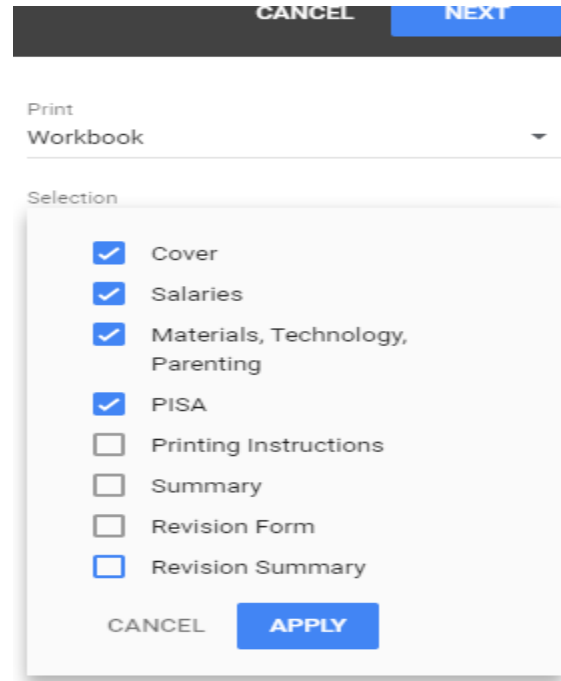 CANCEL NEXT
Print
Workbook
Selection
Cover
Salaries
Materials, Technology,
Parenting
PISA
Printing Instructions
Summary
Revision Form
Revision Summary
CANCEL APPLY